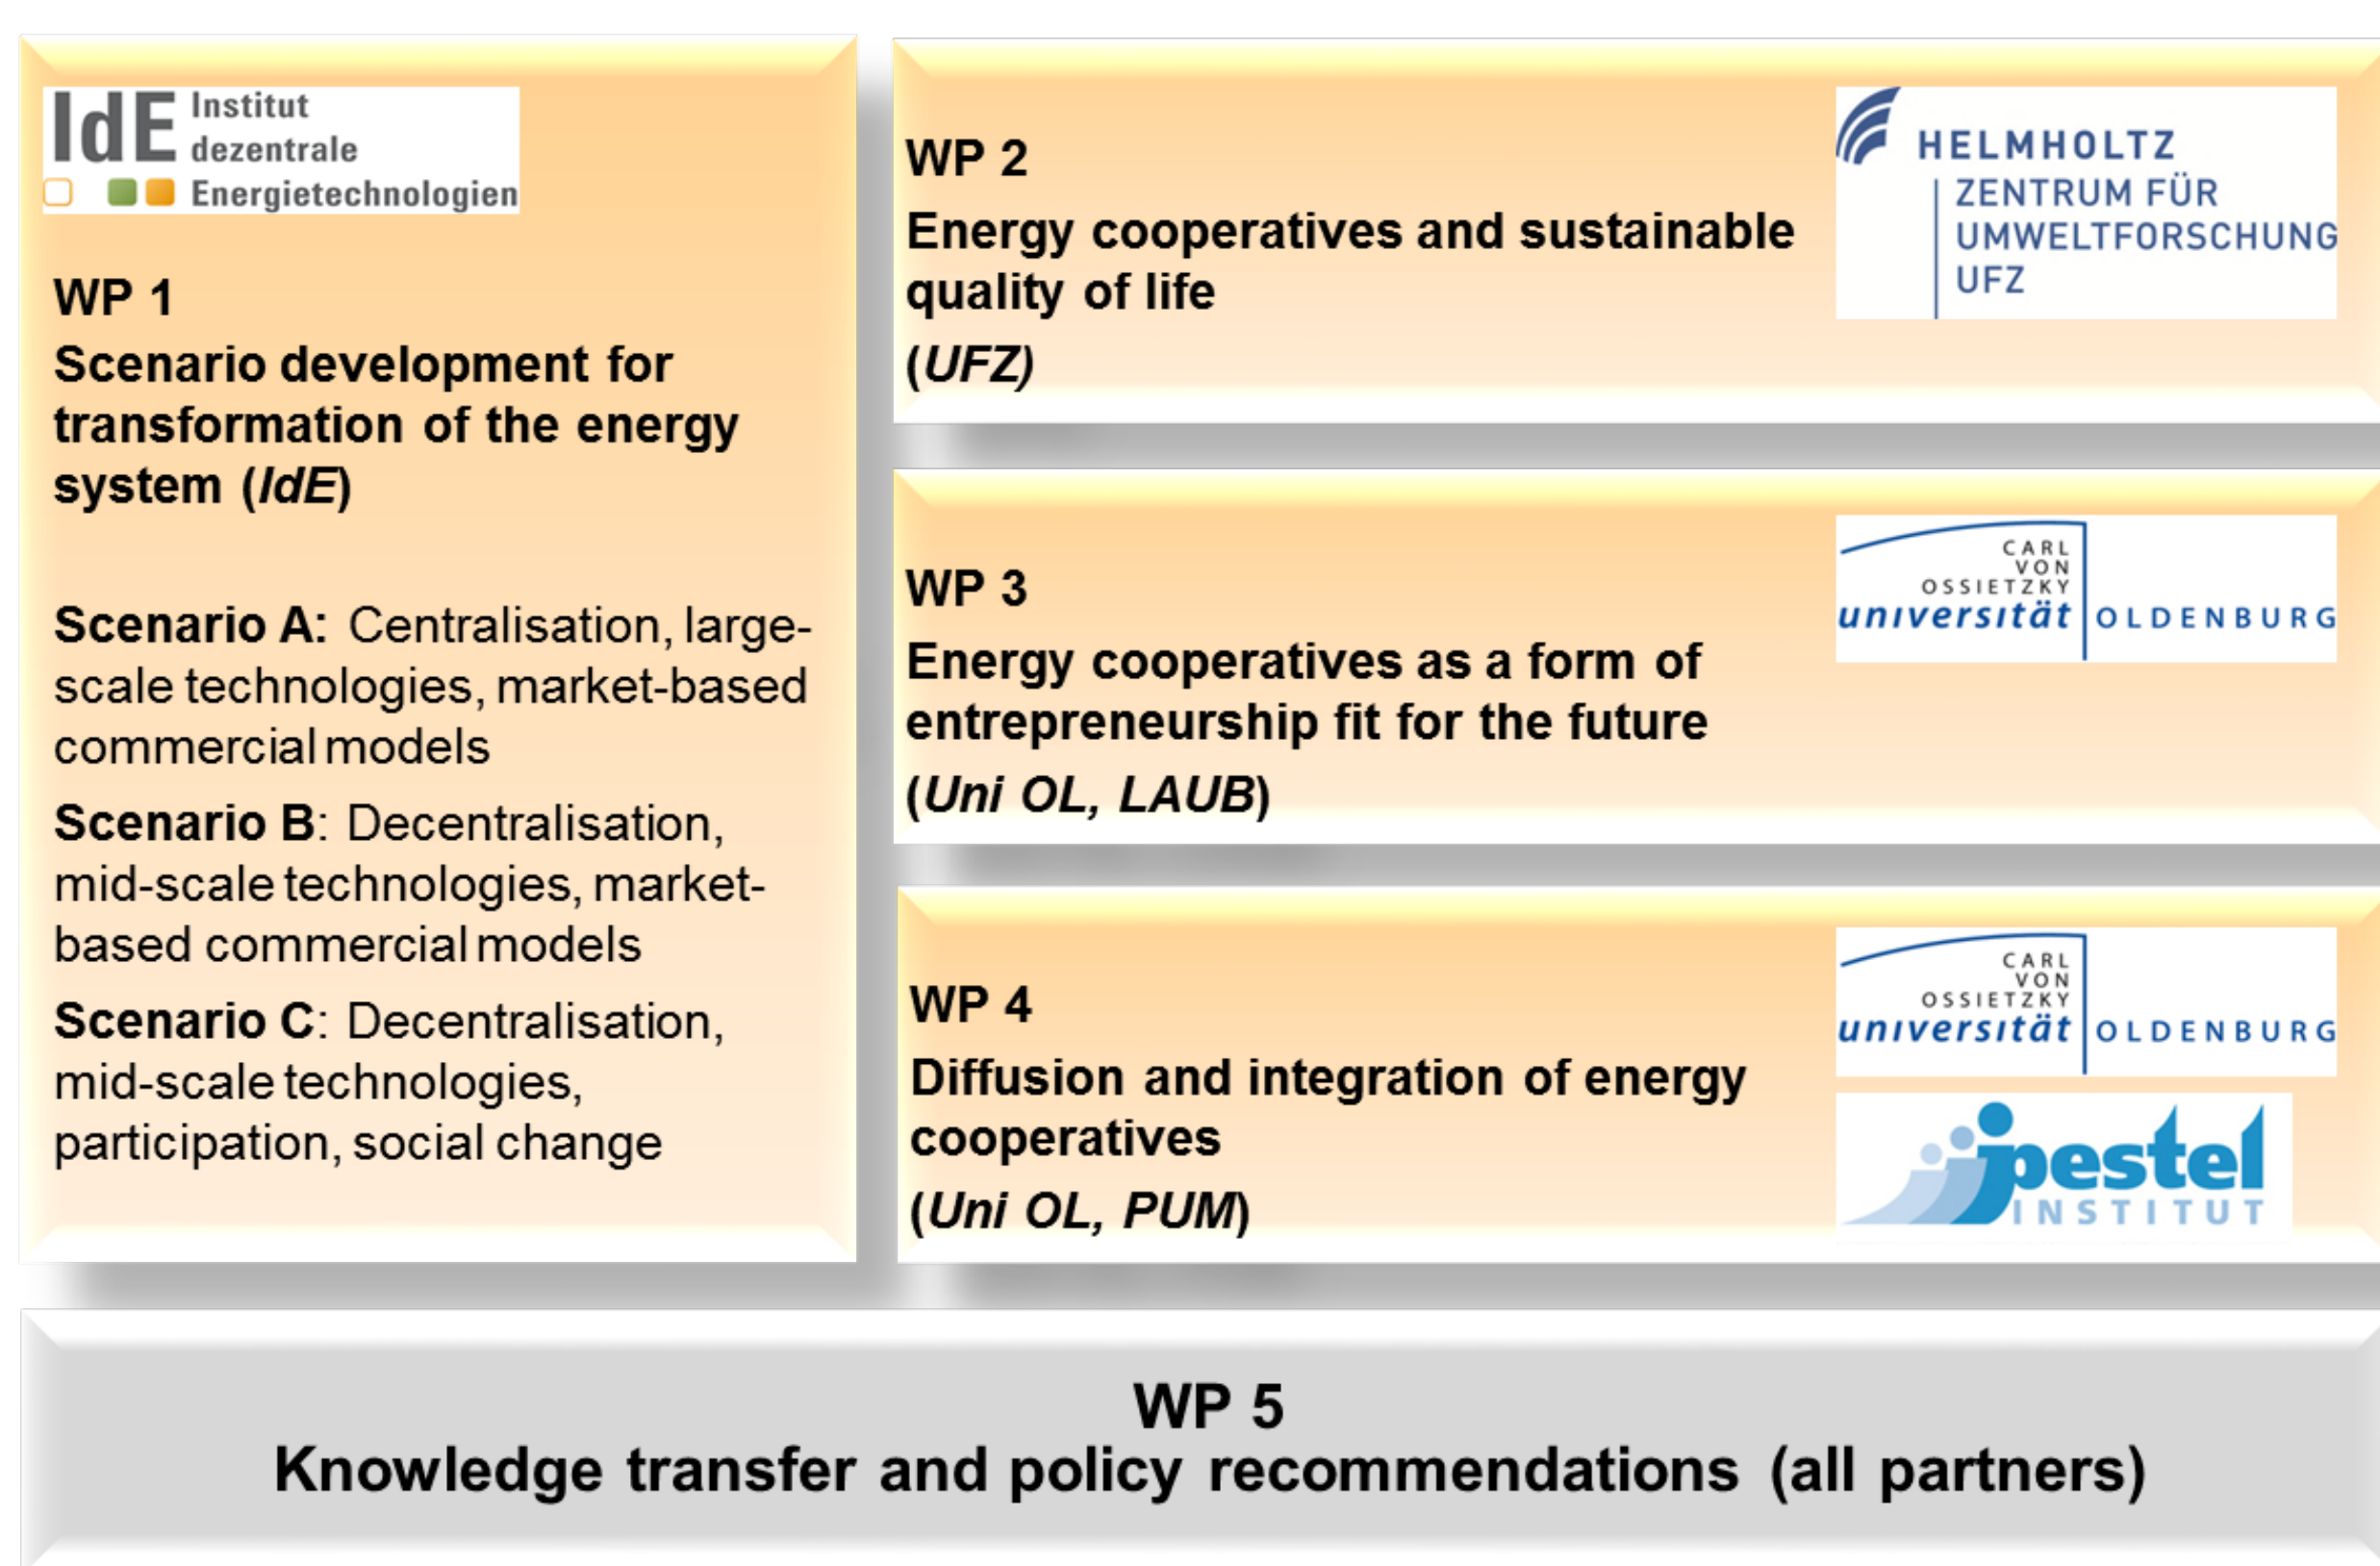 IdE Institut
dezentrale
Energietechnologien
WP 1
Scenario development for
transformation of the energy
system (IdE)
Scenario A: Centralisation, large-
scale technologies, market-based
commercial models
Scenario B: Decentralisation,
mid-scale technologies, market-
based commercial models
Scenario C: Decentralisation,
mid-scale technologies,
participation, social change
WP 2
Energy cooperatives and sustainable
quality of life
(UFZ)
HELMHOLTZ
ZENTRUM FÜR
UMWELTFORSCHUNG
UFZ
WP 3
Energy cooperatives as a form of
entrepreneurship fit for the future
(Uni OL, LAUB)
CARL
VON
OSSIETZKY
universität OLDENBURG
WP 4
Diffusion and integration of energy
cooperatives
(Uni OL, PUM)
CARL
VON
OSSIETZKY
universität OLDENBURG
pestel
INSTITUT
WP 5
Knowledge transfer and policy recommendations (all partners)